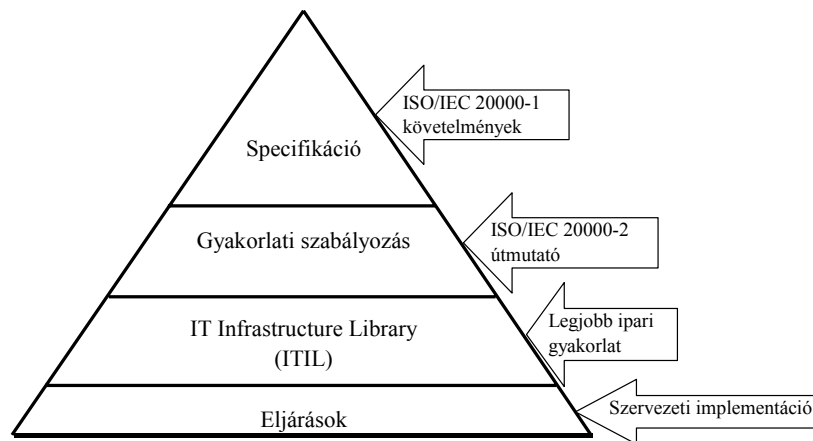 ISO/IEC 20000-1
követelmények
Specifikáció
ISO/IEC 20000-2
útmutató
Gyakorlati szabályozás
Legjobb ipari
gyakorlat
IT Infrastructure Library
(ITIL)
Szervezeti implementáció
Eljárások